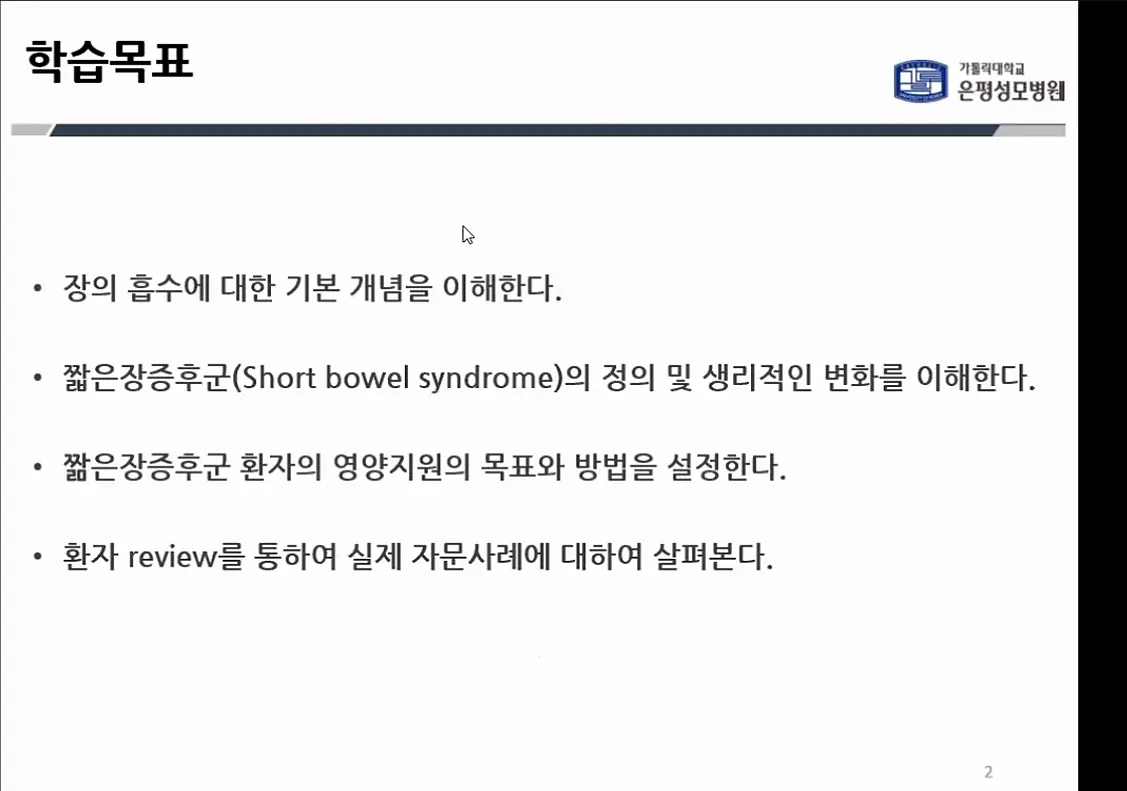 학습목표
가톨릭대학교
은평성모병원
• 장의 흡수에 대한 기본 개념을 이해한다.
• 짧은장증후군(Short bowel syndrome)의 정의 및 생리적인 변화를 이해한다.
• 짧은장증후군 환자의 영양지원의 목표와 방법을 설정한다.
• 환자 review를 통하여 실제 자문사례에 대하여 살펴본다.
2